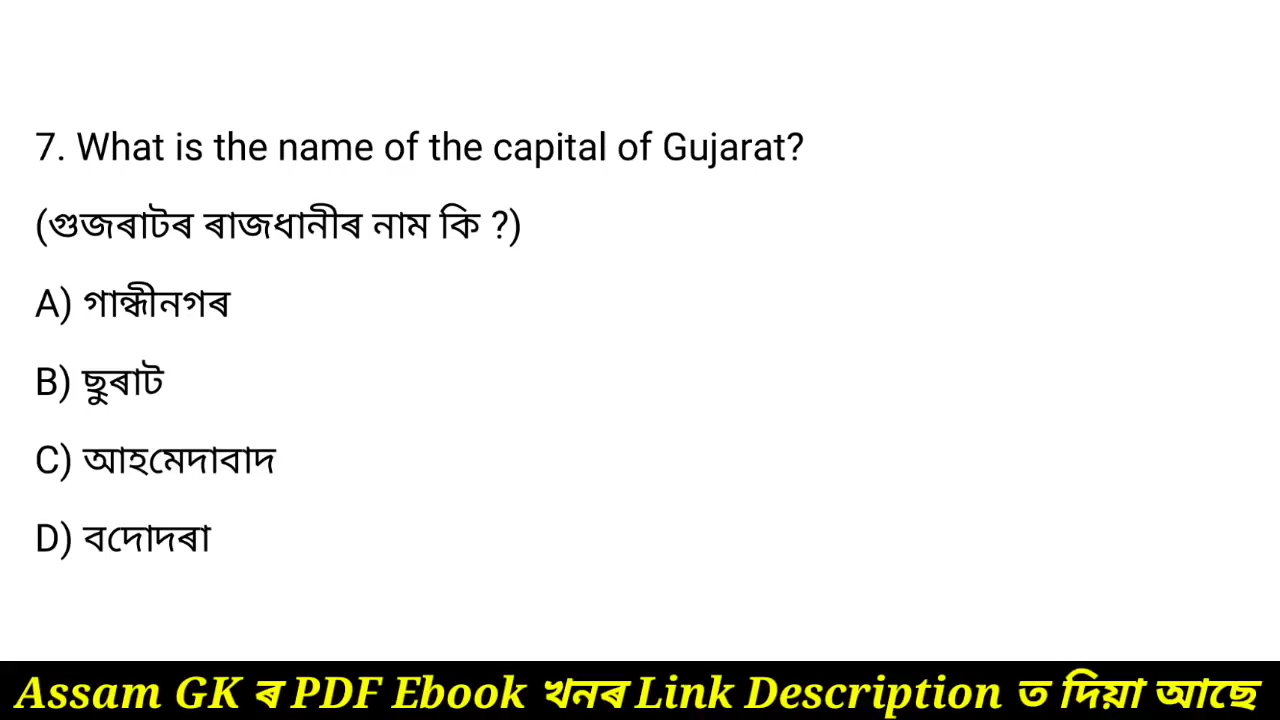 7. What is the name of the capital of Gujarat?
(গুজৰাটৰ ৰাজধানীৰ নাম কি ?)
A) গান্ধীনগৰ
B) ছুৰাট
C) আহমেদাবাদ
D) বদোদৰা
Assam GK ৰ PDF Ebook খনৰ Link Description ত দিয়া আছে